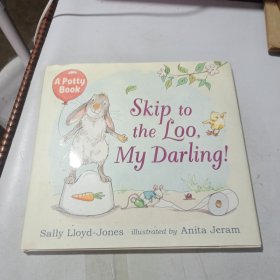 A Potty
Book
Skip to
the Loo,
My Darling!
Sally Lloyd-Jones illustrated by Anita Jeram